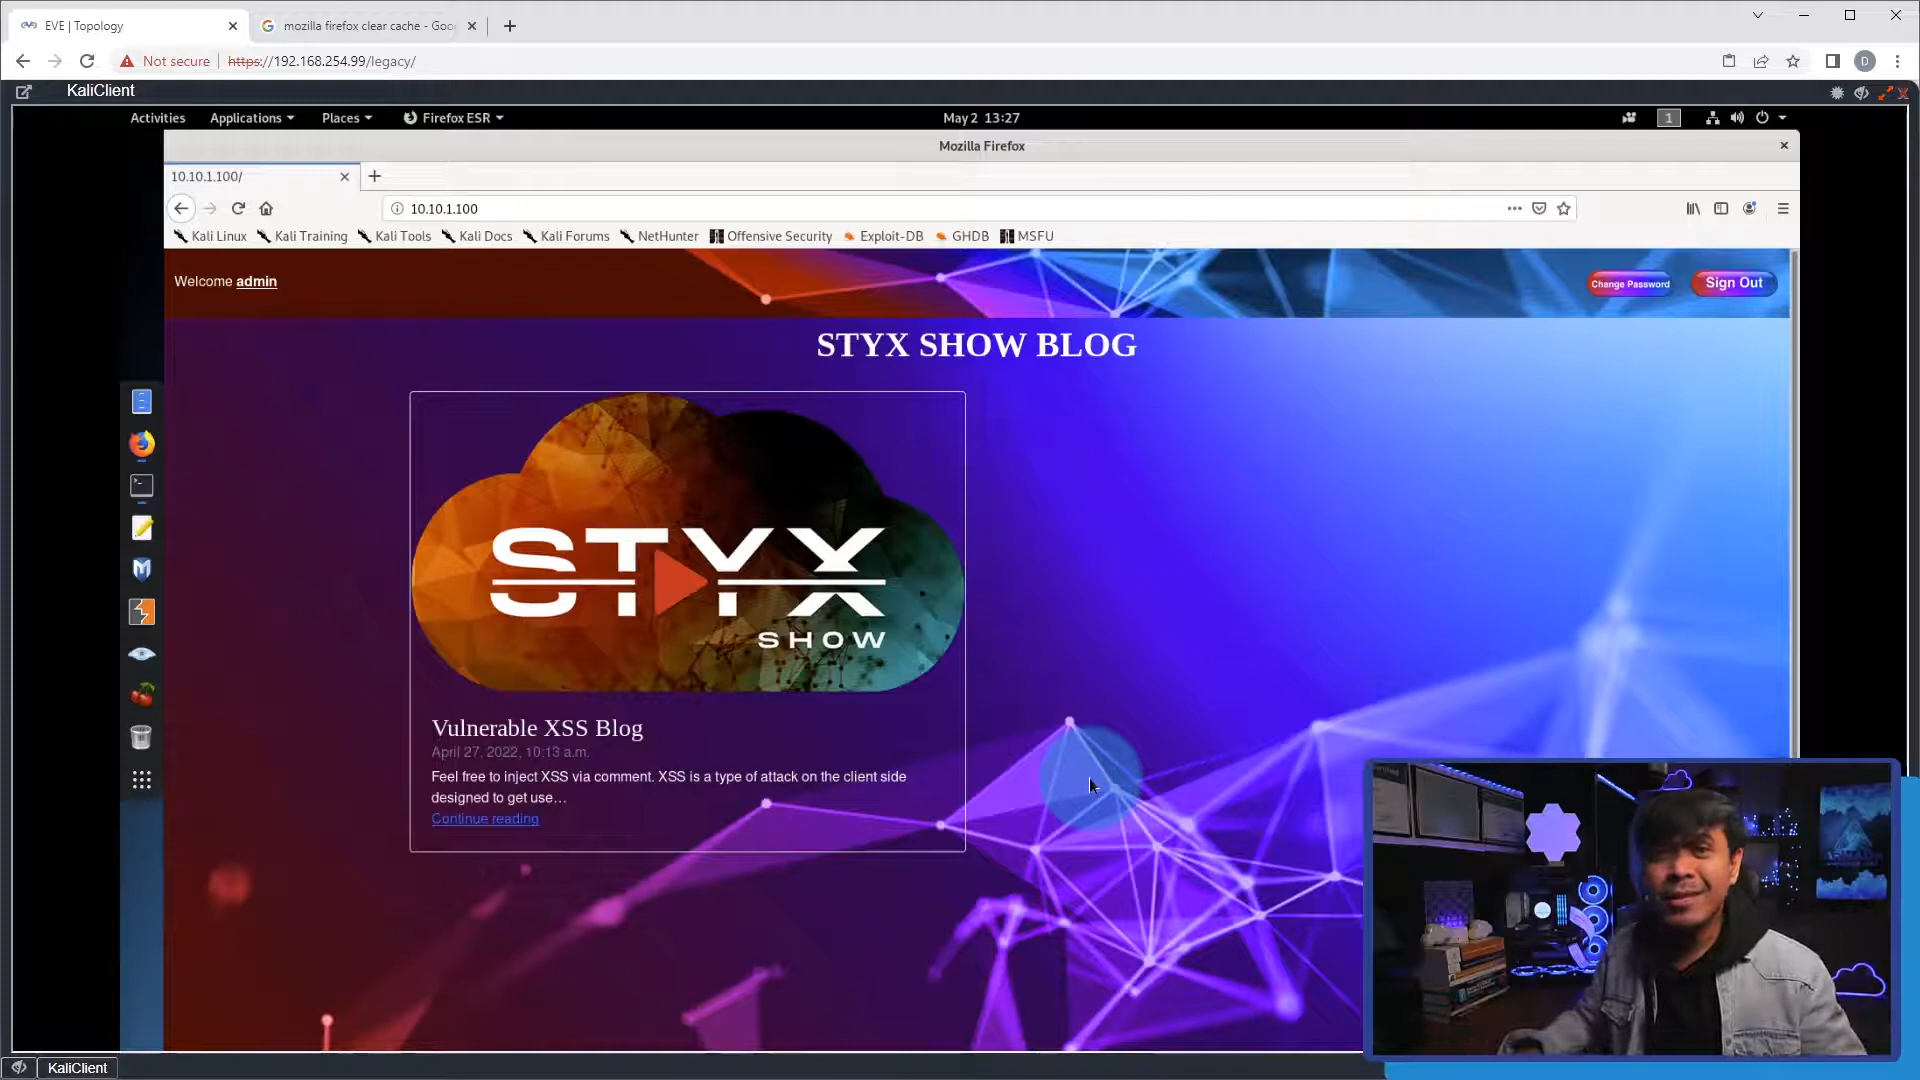 EVE | Topology
mozilla firefox clear cache - Goo
Not secure
https://192.168.254.99/legacy/
D
KaliClient
Activities
Applications
Places
Firefox ESR
May 2 13:27
1
Mozilla Firefox
10.10.1.100/
10.10.1.100
Kali Linux
Kali Training
Kali Tools
Kali Docs
Kali Forums
NetHunter
Offensive Security
Exploit-DB
GHDB
MSFU
Welcome admin
Change Password
Sign Out
STYX SHOW BLOG
STYX
SHOW
Vulnerable XSS Blog
April 27, 2022, 10:13 a.m.
Feel free to inject XSS via comment. XSS is a type of attack on the client side
designed to get use…
Continue reading
KaliClient